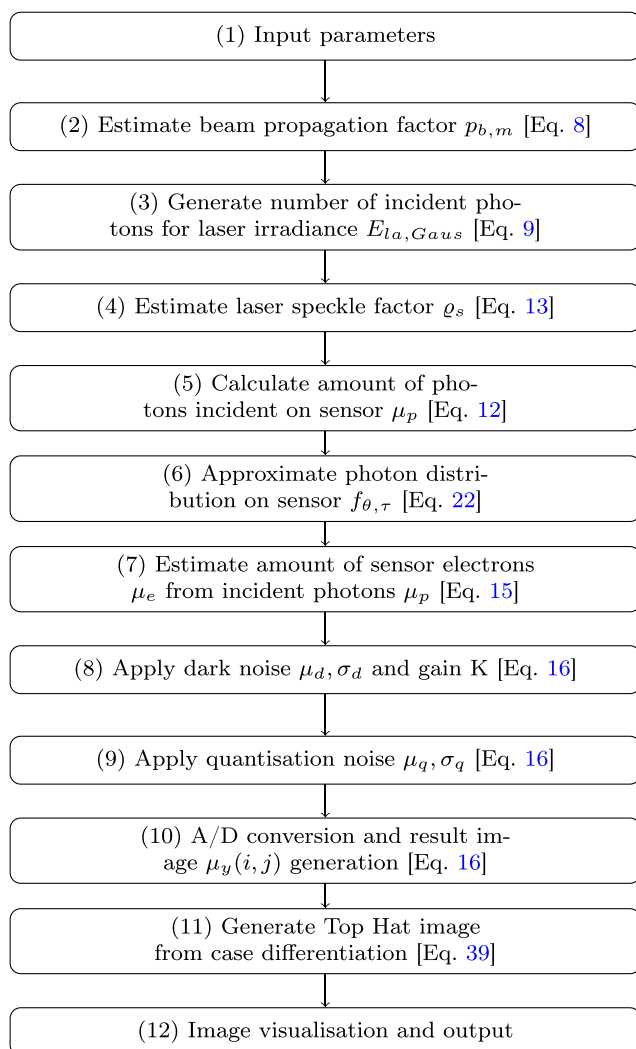 (1) Input parameters
(2) Estimate beam propagation factor p_{b,m} [Eq. 8]
(3) Generate number of incident pho-
tons for laser irradiance E_{la,Gaus} [Eq. 9]
(4) Estimate laser speckle factor ϱ_s [Eq. 13]
(5) Calculate amount of pho-
tons incident on sensor μ_p [Eq. 12]
(6) Approximate photon distri-
bution on sensor f_{θ,τ} [Eq. 22]
(7) Estimate amount of sensor electrons
μ_e from incident photons μ_p [Eq. 15]
(8) Apply dark noise μ_d, σ_d and gain K [Eq. 16]
(9) Apply quantisation noise μ_q, σ_q [Eq. 16]
(10) A/D conversion and result im-
age μ_y(i, j) generation [Eq. 16]
(11) Generate Top Hat image
from case differentiation [Eq. 39]
(12) Image visualisation and output